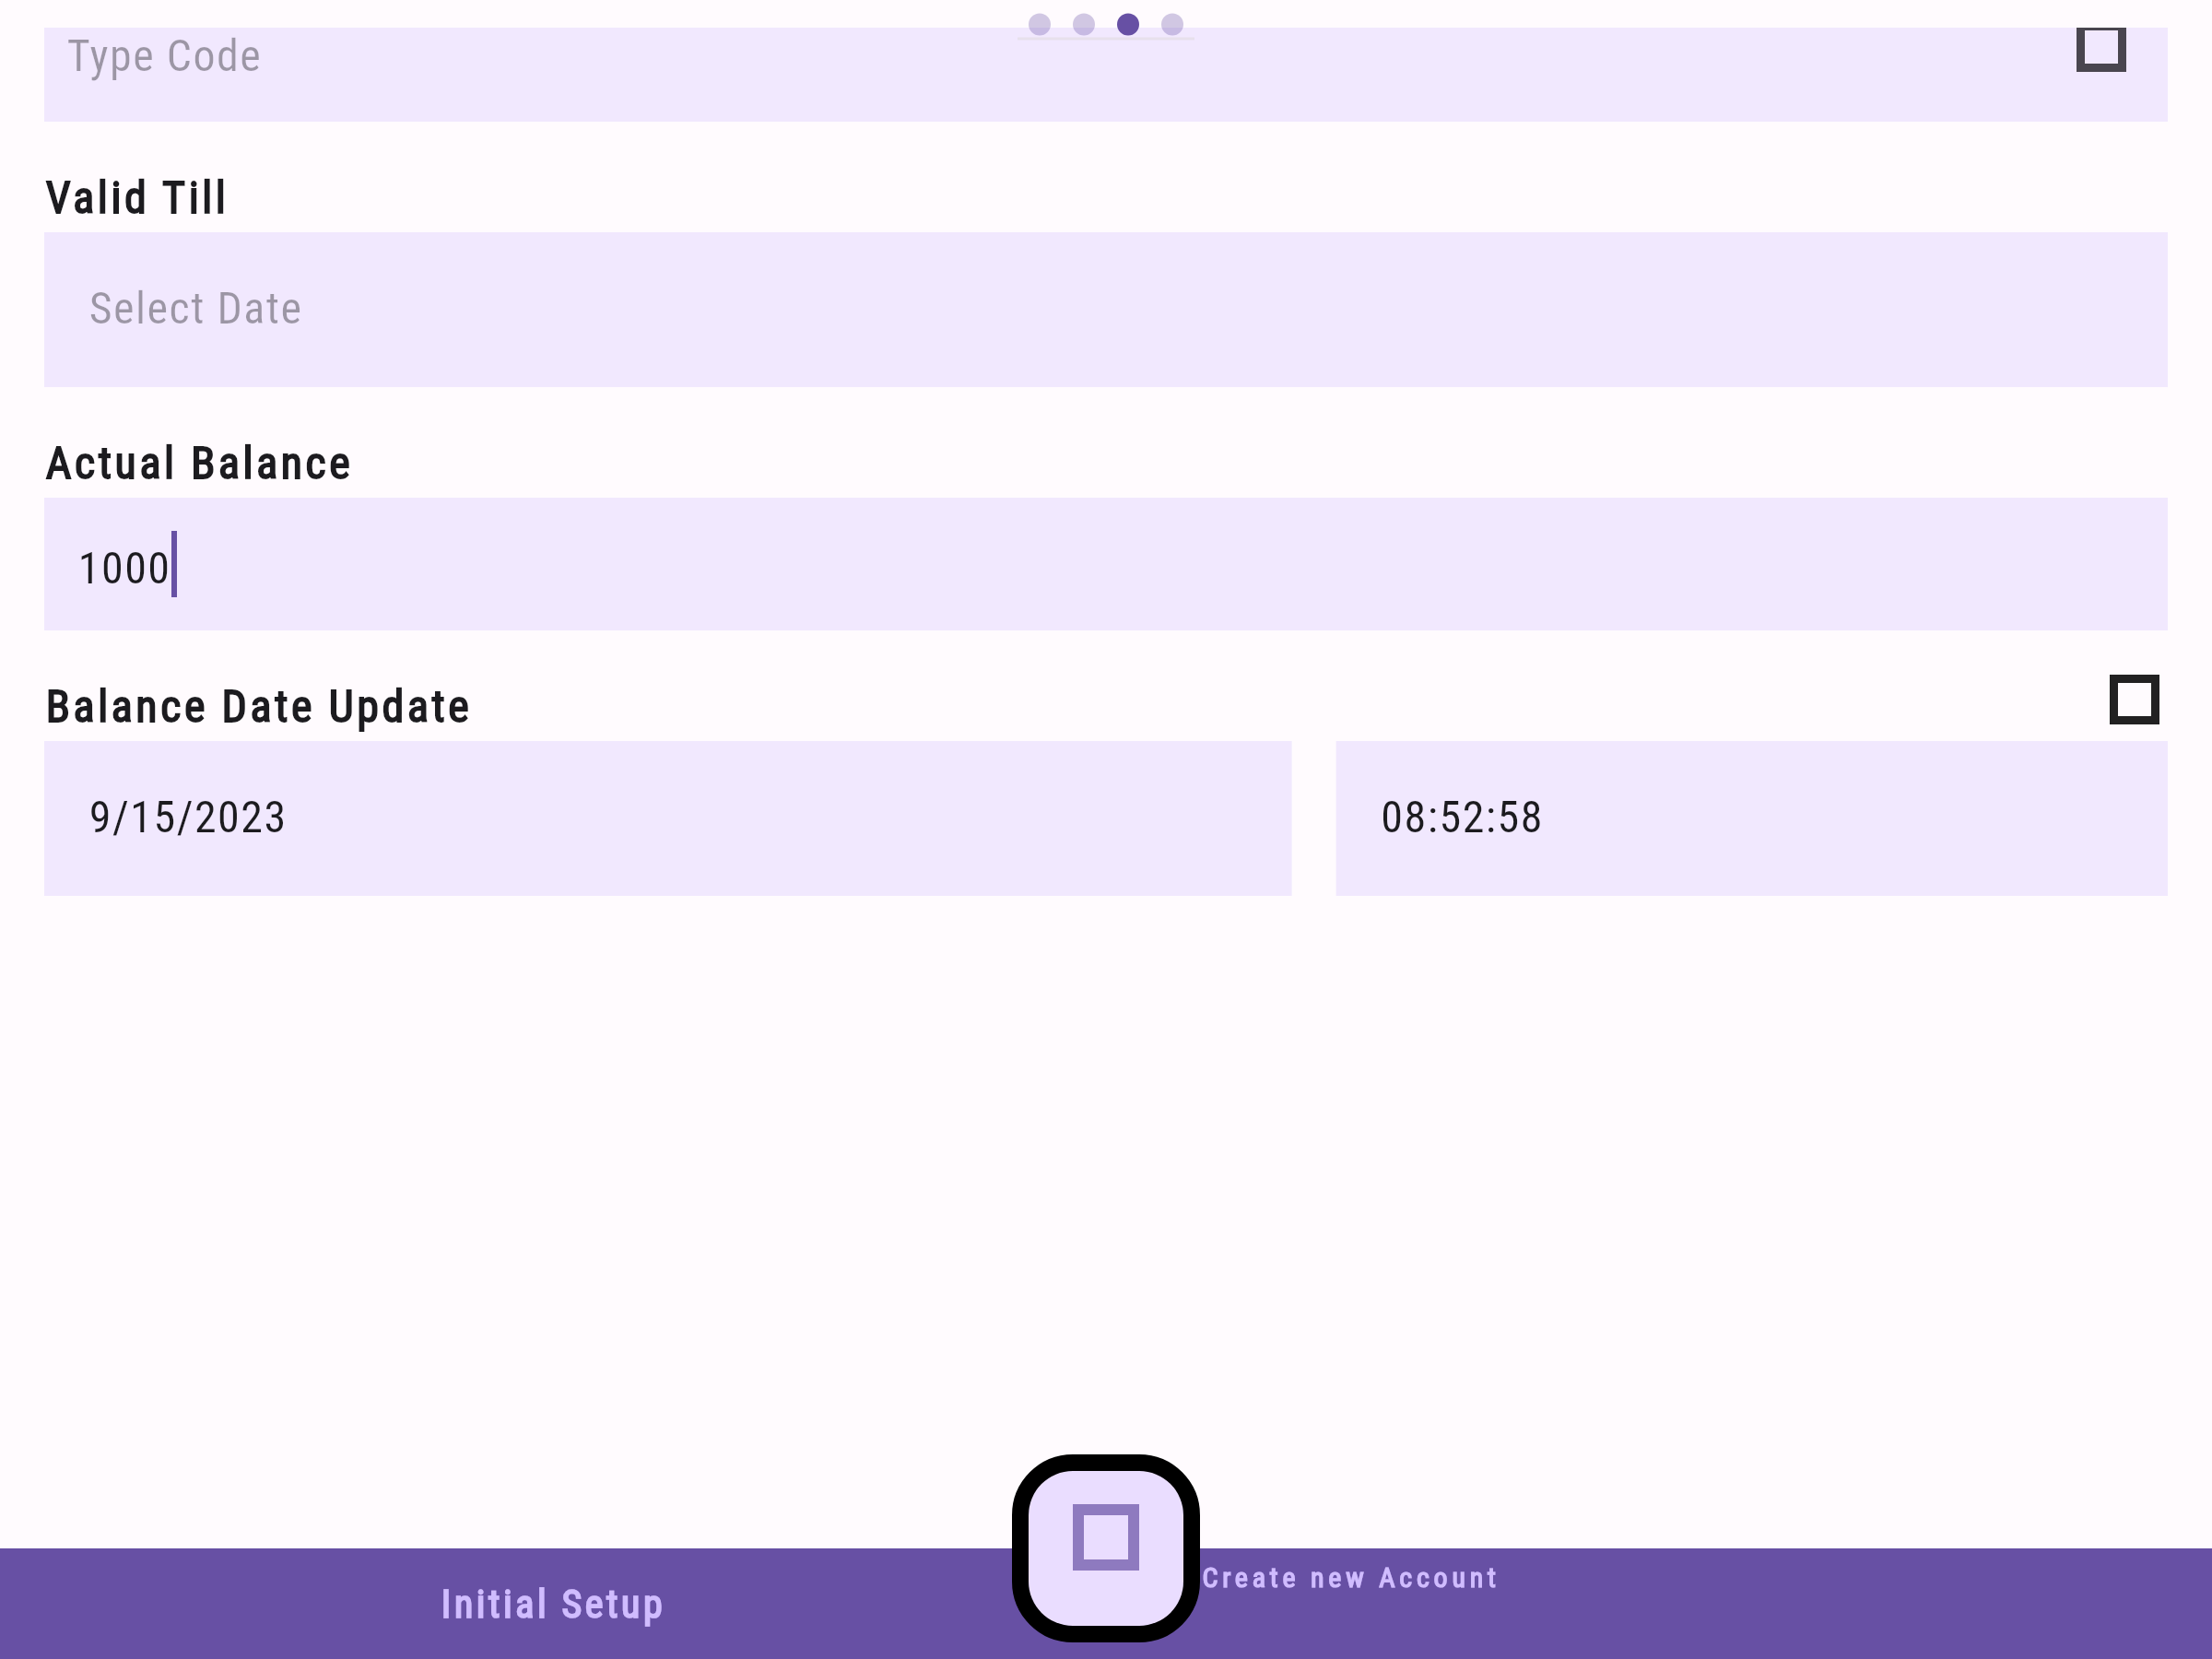 Type Code
Valid Till
Select Date
Actual Balance
1000
Balance Date Update
9/15/2023
08:52:58
Create new Account
Initial Setup